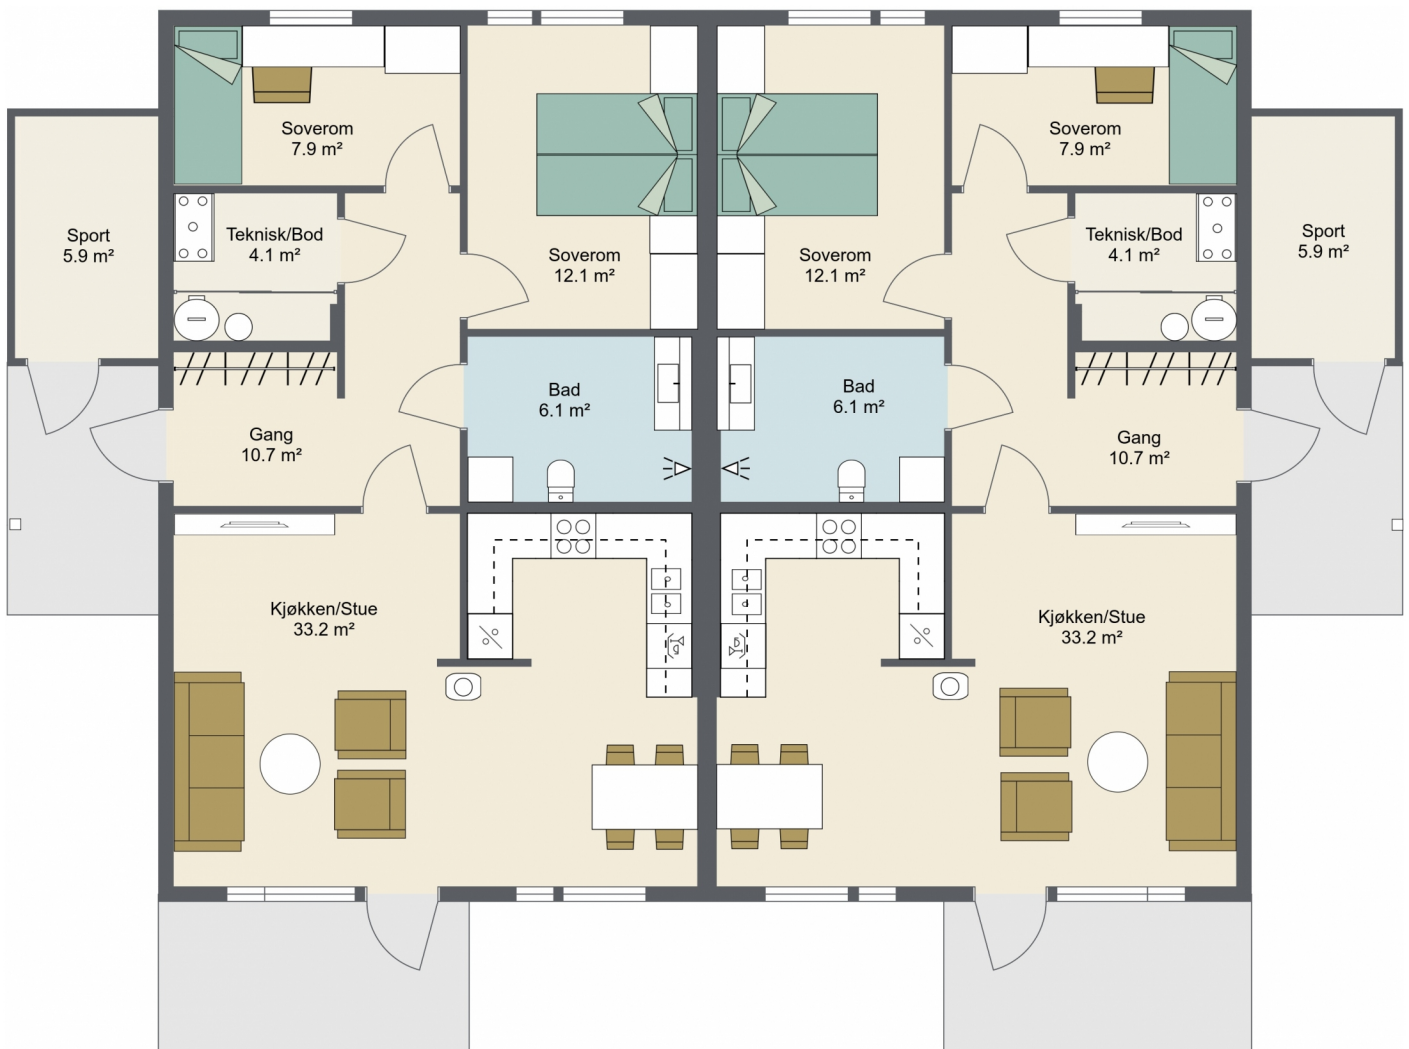 Soverom
7.9 m²
Soverom
7.9 m²
Sport
5.9 m²
Teknisk/Bod
4.1 m²
Soverom
12.1 m²
Soverom
12.1 m²
Teknisk/Bod
4.1 m²
Sport
5.9 m²
Bad
6.1 m²
Bad
6.1 m²
Gang
10.7 m²
Gang
10.7 m²
Kjøkken/Stue
33.2 m²
Kjøkken/Stue
33.2 m²